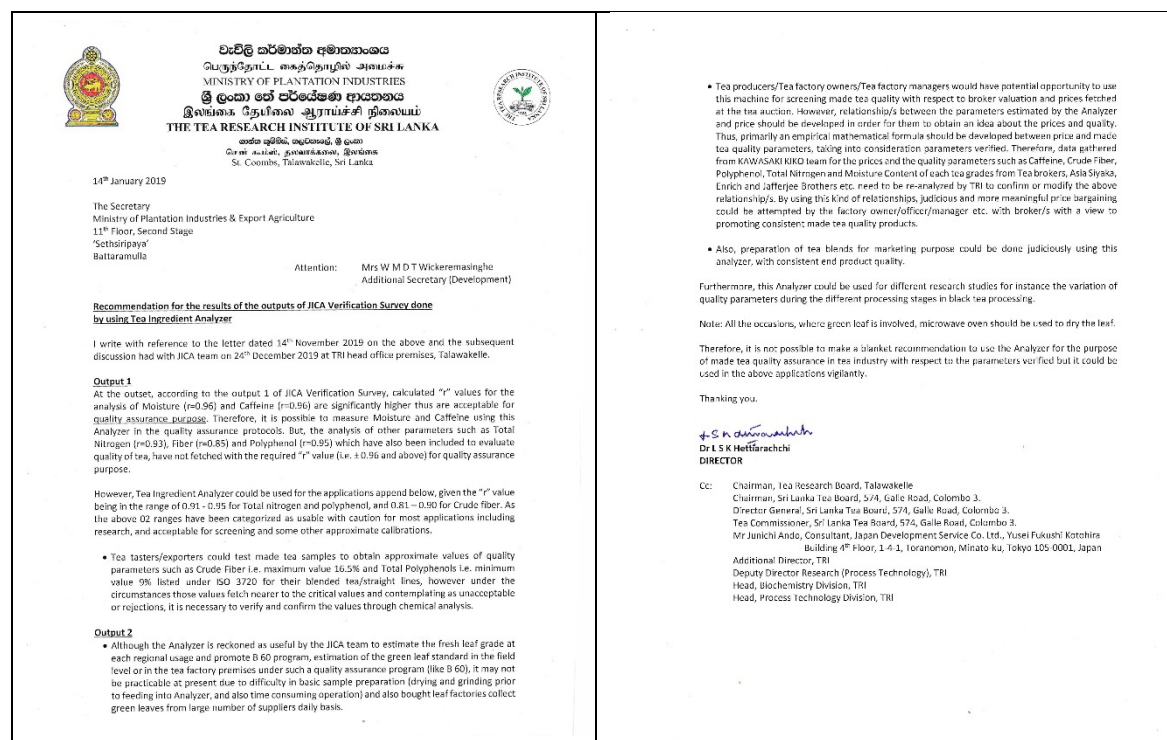 වැවිලි කර්මාන්ත අමාත්‍යාංශය
பெருந்தோட்ட கைத்தொழில் அமைச்சு
MINISTRY OF PLANTATION INDUSTRIES
ශ්‍රී ලංකා තේ පර්යේෂණ ආයතනය
இலங்கை தேயிலை ஆராய்ச்சி நிலையம்
THE TEA RESEARCH INSTITUTE OF SRI LANKA
St. Coombs, Talawakelle, Sri Lanka
14th January 2019
The Secretary
Ministry of Plantation Industries & Export Agriculture
11th Floor, Second Stage
'Sethsiripaya'
Battaramulla
Attention: Mrs W M D T Wickeremasinghe
Additional Secretary (Development)
Recommendation for the results of the outputs of JICA Verification Survey done
by using Tea Ingredient Analyzer
I write with reference to the letter dated 14th November 2019 on the above and the subsequent
discussion had with JICA team on 24th December 2019 at TRI head office premises, Talawakelle.
Output 1
At the outset, according to the output 1 of JICA Verification Survey, calculated "r" values for the
analysis of Moisture (r=0.96) and Caffeine (r=0.96) are significantly higher thus are acceptable for
quality assurance purpose. Therefore, it is possible to measure Moisture and Caffeine using this
Analyzer in the quality assurance protocols. But, the analysis of other parameters such as Total
Nitrogen (r=0.93), Fiber (r=0.85) and Polyphenol (r=0.95) which have also been included to evaluate
quality of tea, have not fetched with the required "r" value (i.e. ± 0.96 and above) for quality assurance
purpose.
However, Tea Ingredient Analyzer could be used for the applications append below, given the "r" value
being in the range of 0.91 - 0.95 for Total nitrogen and polyphenol, and 0.81 – 0.90 for Crude fiber. As
the above 02 ranges have been categorized as usable with caution for most applications including
research, and acceptable for screening and some other approximate calibrations.
• Tea tasters/exporters could test made tea samples to obtain approximate values of quality
parameters such as Crude Fiber i.e. maximum value 16.5% and Total Polyphenols i.e. minimum
value 9% listed under ISO 3720 for their blended tea/straight lines, however under the
circumstances those values fetch nearer to the critical values and contemplating as unacceptable
or rejections, it is necessary to verify and confirm the values through chemical analysis.
Output 2
• Although the Analyzer is reckoned as useful by the JICA team to estimate the fresh leaf grade at
each regional usage and promote B 60 program, estimation of the green leaf standard in the field
level or in the tea factory premises under such a quality assurance program (like B 60), it may not
be practicable at present due to difficulty in basic sample preparation (drying and grinding prior
to feeding into Analyzer, and also time consuming operation) and also bought leaf factories collect
green leaves from large number of suppliers daily basis.
• Tea producers/Tea factory owners/Tea factory managers would have potential opportunity to use
this machine for screening made tea quality with respect to broker valuation and prices fetched
at the tea auction. However, relationship/s between the parameters estimated by the Analyzer
and price should be developed in order for them to obtain an idea about the prices and quality.
Thus, primarily an empirical mathematical formula should be developed between price and made
tea quality parameters, taking into consideration parameters verified. Therefore, data gathered
from KAWASAKI KIKO team for the prices and the quality parameters such as Caffeine, Crude Fiber,
Polyphenol, Total Nitrogen and Moisture Content of each tea grades from Tea brokers, Asia Siyaka,
Enrich and Jafferjee Brothers etc. need to be re-analyzed by TRI to confirm or modify the above
relationship/s. By using this kind of relationships, judicious and more meaningful price bargaining
could be attempted by the factory owner/officer/manager etc. with broker/s with a view to
promoting consistent made tea quality products.
• Also, preparation of tea blends for marketing purpose could be done judiciously using this
analyzer, with consistent end product quality.
Furthermore, this Analyzer could be used for different research studies for instance the variation of
quality parameters during the different processing stages in black tea processing.
Note: All the occasions, where green leaf is involved, microwave oven should be used to dry the leaf.
Therefore, it is not possible to make a blanket recommendation to use the Analyzer for the purpose
of made tea quality assurance in tea industry with respect to the parameters verified but it could be
used in the above applications vigilantly.
Thanking you.
Dr L S K Hettiarachchi
DIRECTOR
Cc: Chairman, Tea Research Board, Talawakelle
Chairman, Sri Lanka Tea Board, 574, Galle Road, Colombo 3.
Director General, Sri Lanka Tea Board, 574, Galle Road, Colombo 3.
Tea Commissioner, Sri Lanka Tea Board, 574, Galle Road, Colombo 3.
Mr Junichi Ando, Consultant, Japan Development Service Co. Ltd., Yusei Fukushi Kotohira
Building 4th Floor, 1-4-1, Toranomon, Minato-ku, Tokyo 105-0001, Japan
Additional Director, TRI
Deputy Director Research (Process Technology), TRI
Head, Biochemistry Division, TRI
Head, Process Technology Division, TRI